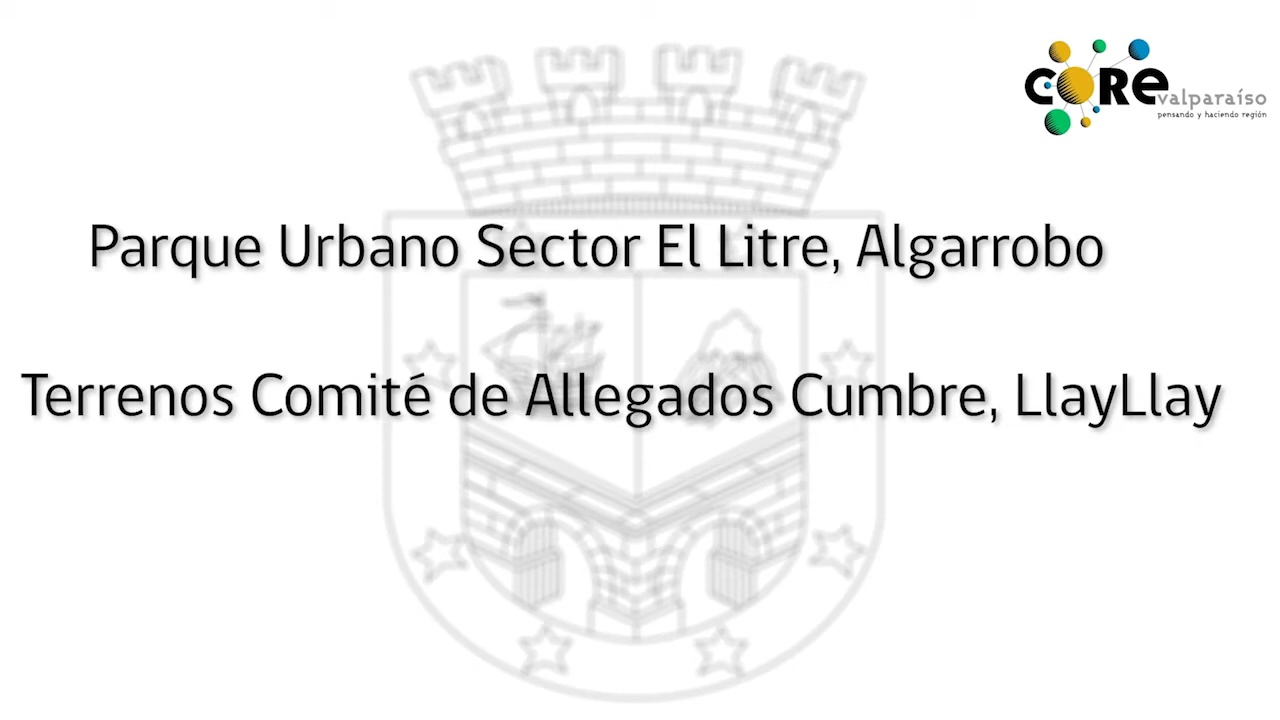 CORE
valparaíso
pensando y haciendo región
Parque Urbano Sector El Litre, Algarrobo
Terrenos Comité de Allegados Cumbre, LlayLlay